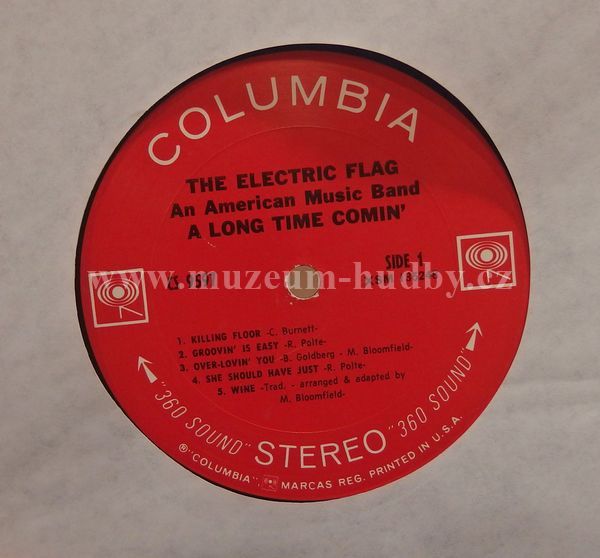 COLUMBIA
THE ELECTRIC FLAG
An American Music Band
A LONG TIME COMIN'
SIDE 1
www.muzeum-hudby.cz
1. KILLING FLOOR -C. Burnett-
2. GROOVIN' IS EASY -R. Polte-
3. OVER-LOVIN' YOU -B. Goldberg - M. Bloomfield-
4. SHE SHOULD HAVE JUST -R. Polte-
5. WINE -Trad. - arranged & adapted by
M. Bloomfield-
"360 SOUND" STEREO "360 SOUND"
℗"COLUMBIA", MARCAS REG. PRINTED IN U.S.A.